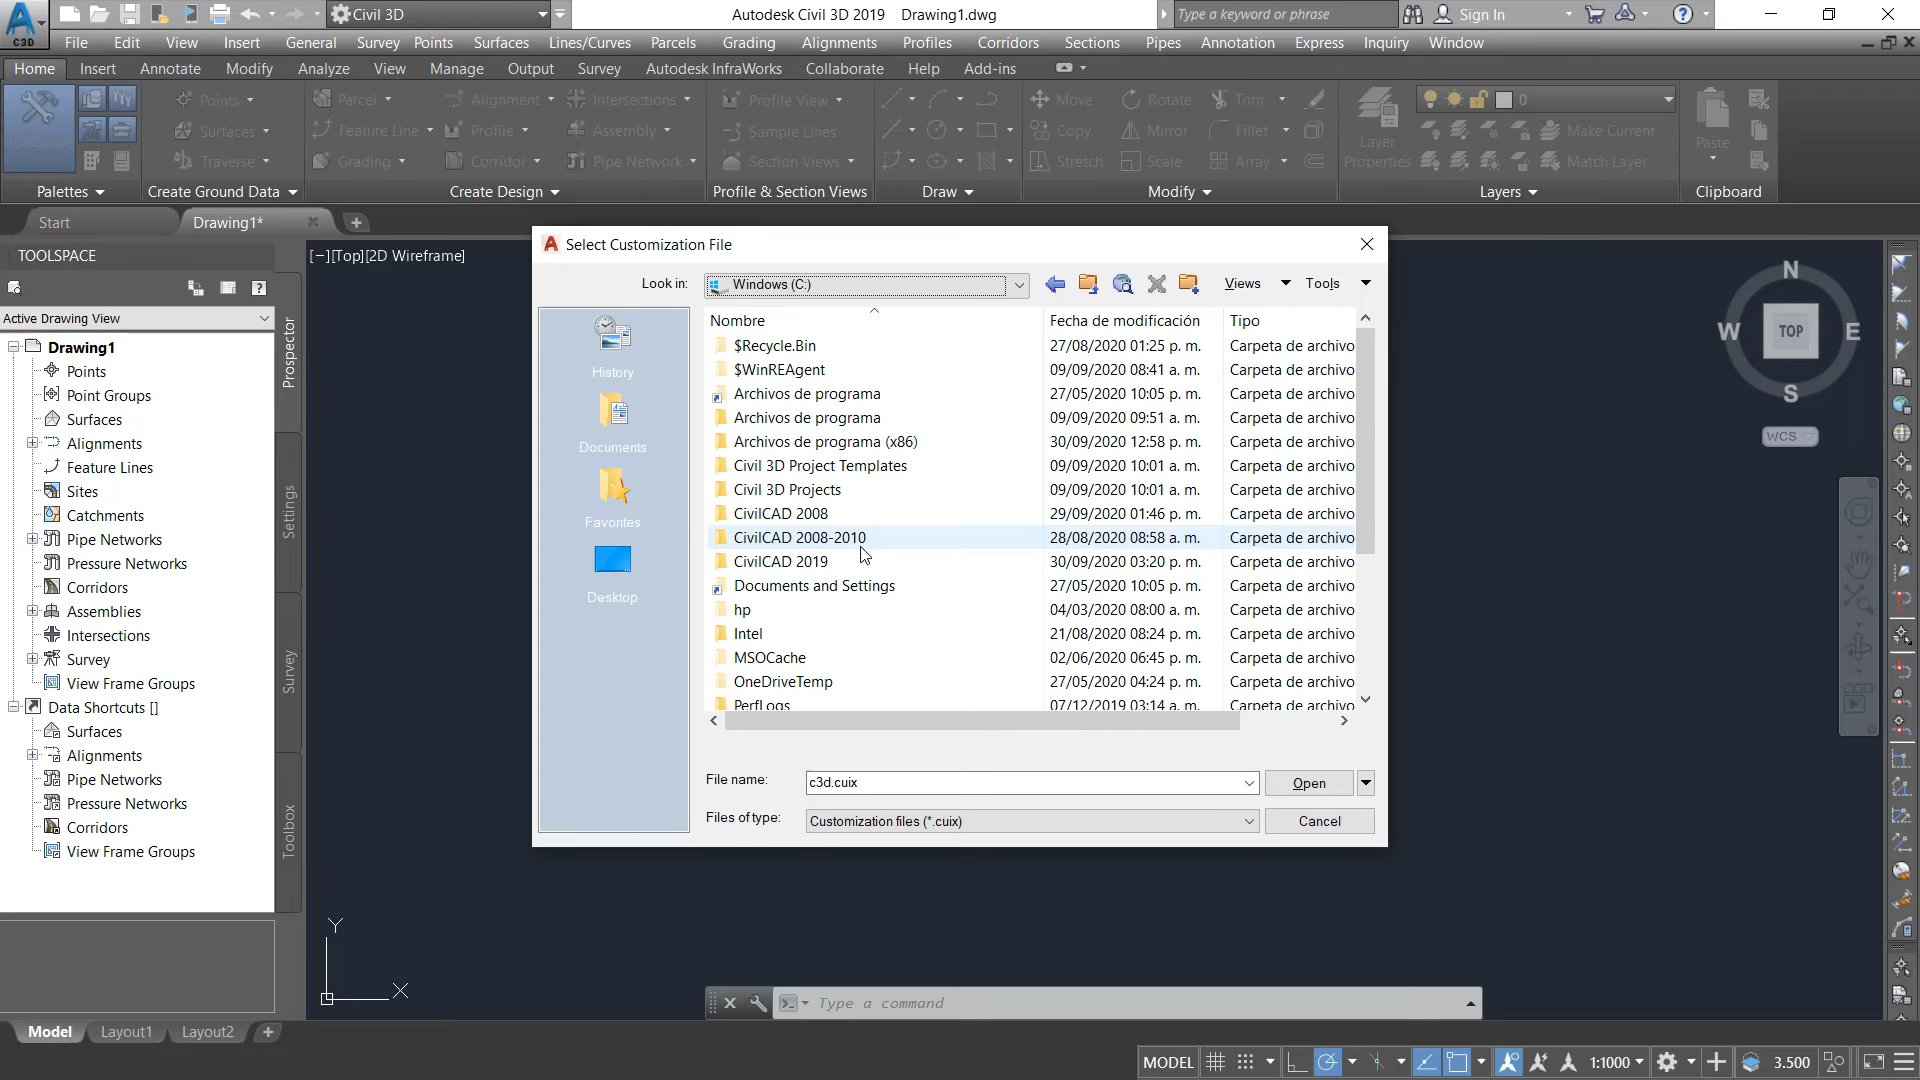 C3D
Civil 3D
Autodesk Civil 3D 2019 Drawing1.dwg
Type a keyword or phrase
Sign In
File Edit View Insert General Survey Points Surfaces Lines/Curves Parcels Grading Alignments Profiles Corridors Sections Pipes Annotation Express Inquiry Window
Home Insert Annotate Modify Analyze View Manage Output Survey Autodesk InfraWorks Collaborate Help Add-ins
Points Parcel Alignment Intersections Profile View Move Rotate Trim 0
Surfaces Feature Line Profile Assembly Sample Lines Copy Mirror Fillet Make Current
Traverse Grading Corridor Pipe Network Section Views Stretch Scale Array Layer Properties Match Layer Paste
Palettes Create Ground Data Create Design Profile & Section Views Draw Modify Layers Clipboard
Start Drawing1*
TOOLSPACE
Active Drawing View
Drawing1
Points
Point Groups
Surfaces
Alignments
Feature Lines
Sites
Catchments
Pipe Networks
Pressure Networks
Corridors
Assemblies
Intersections
Survey
View Frame Groups
Data Shortcuts []
Surfaces
Alignments
Pipe Networks
Pressure Networks
Corridors
View Frame Groups
Prospector
Settings
Survey
Toolbox
[−][Top][2D Wireframe]
Select Customization File
Look in: Windows (C:) Views Tools
History
Documents
Favorites
Desktop
Nombre Fecha de modificación Tipo
$Recycle.Bin 27/08/2020 01:25 p. m. Carpeta de archivo
$WinREAgent 09/09/2020 08:41 a. m. Carpeta de archivo
Archivos de programa 27/05/2020 10:05 p. m. Carpeta de archivo
Archivos de programa 09/09/2020 09:51 a. m. Carpeta de archivo
Archivos de programa (x86) 30/09/2020 12:58 p. m. Carpeta de archivo
Civil 3D Project Templates 09/09/2020 10:01 a. m. Carpeta de archivo
Civil 3D Projects 09/09/2020 10:01 a. m. Carpeta de archivo
CivilCAD 2008 29/09/2020 01:46 p. m. Carpeta de archivo
CivilCAD 2008-2010 28/08/2020 08:58 a. m. Carpeta de archivo
CivilCAD 2019 30/09/2020 03:20 p. m. Carpeta de archivo
Documents and Settings 27/05/2020 10:05 p. m. Carpeta de archivo
hp 04/03/2020 08:00 a. m. Carpeta de archivo
Intel 21/08/2020 08:24 p. m. Carpeta de archivo
MSOCache 02/06/2020 06:45 p. m. Carpeta de archivo
OneDriveTemp 27/05/2020 04:24 p. m. Carpeta de archivo
PerfLogs 07/12/2019 03:14 a. m. Carpeta de archivo
File name: c3d.cuix Open
Files of type: Customization files (*.cuix) Cancel
N
W TOP E
S
WCS
Y
X
Type a command
Model Layout1 Layout2
MODEL 1:1000 3.500